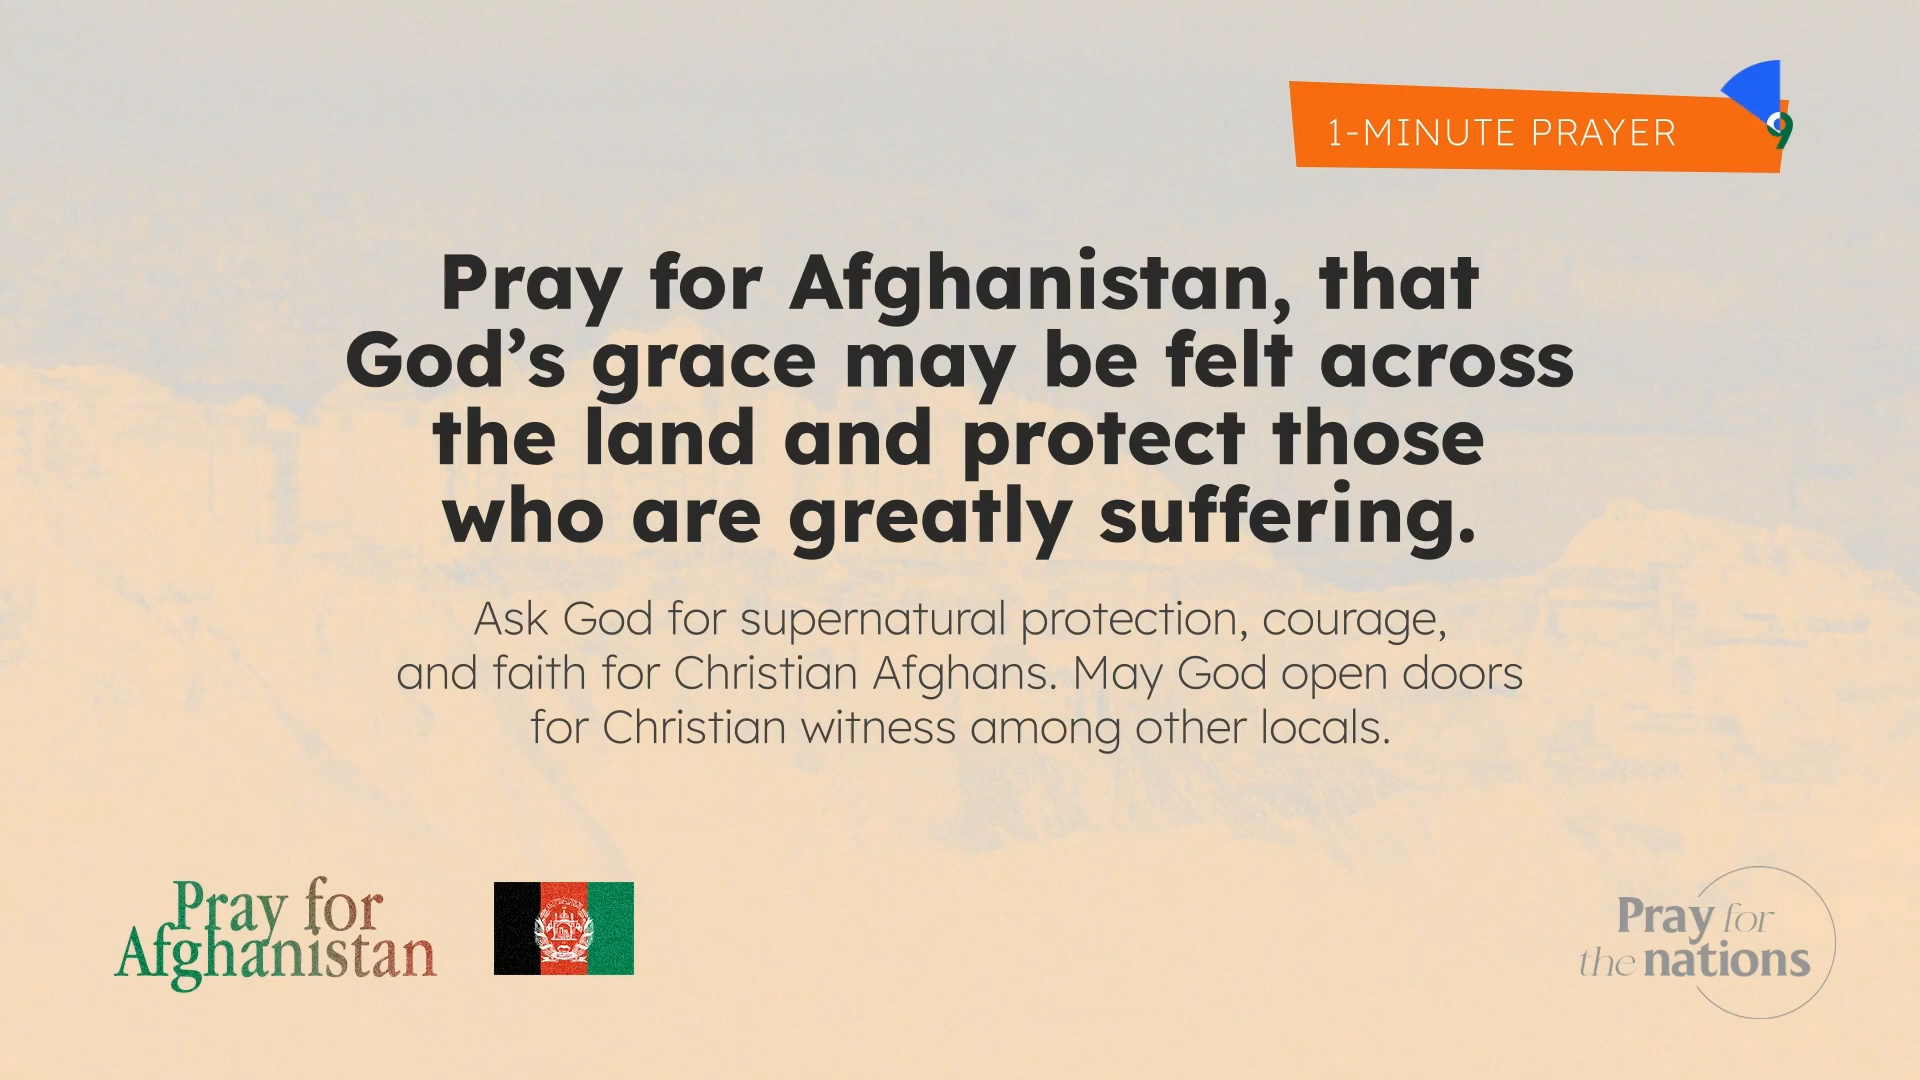 1-MINUTE PRAYER
9
Pray for Afghanistan, that
God’s grace may be felt across
the land and protect those
who are greatly suffering.
Ask God for supernatural protection, courage,
and faith for Christian Afghans. May God open doors
for Christian witness among other locals.
Pray for
Afghanistan
Pray for
the nations